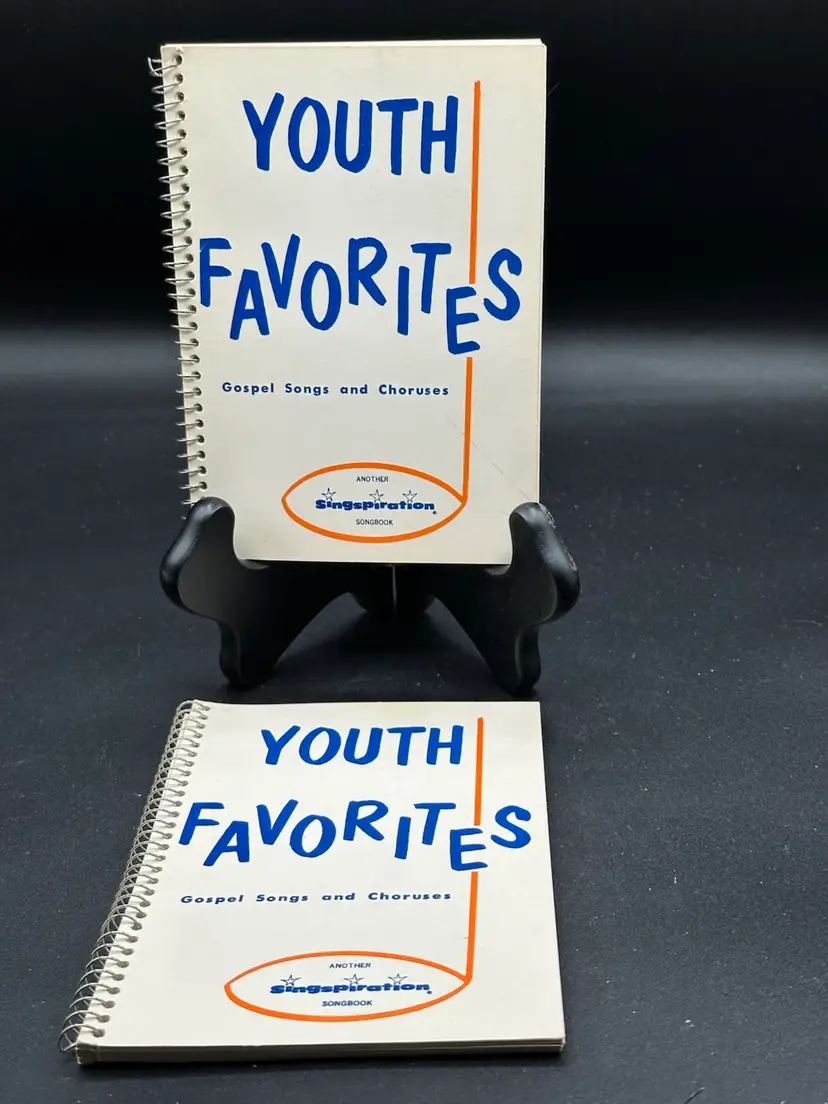 YOUTH
FAVORITES
Gospel Songs and Choruses
ANOTHER
Singspiration®
SONGBOOK
YOUTH
FAVORITES
Gospel Songs and Choruses
ANOTHER
Singspiration®
SONGBOOK